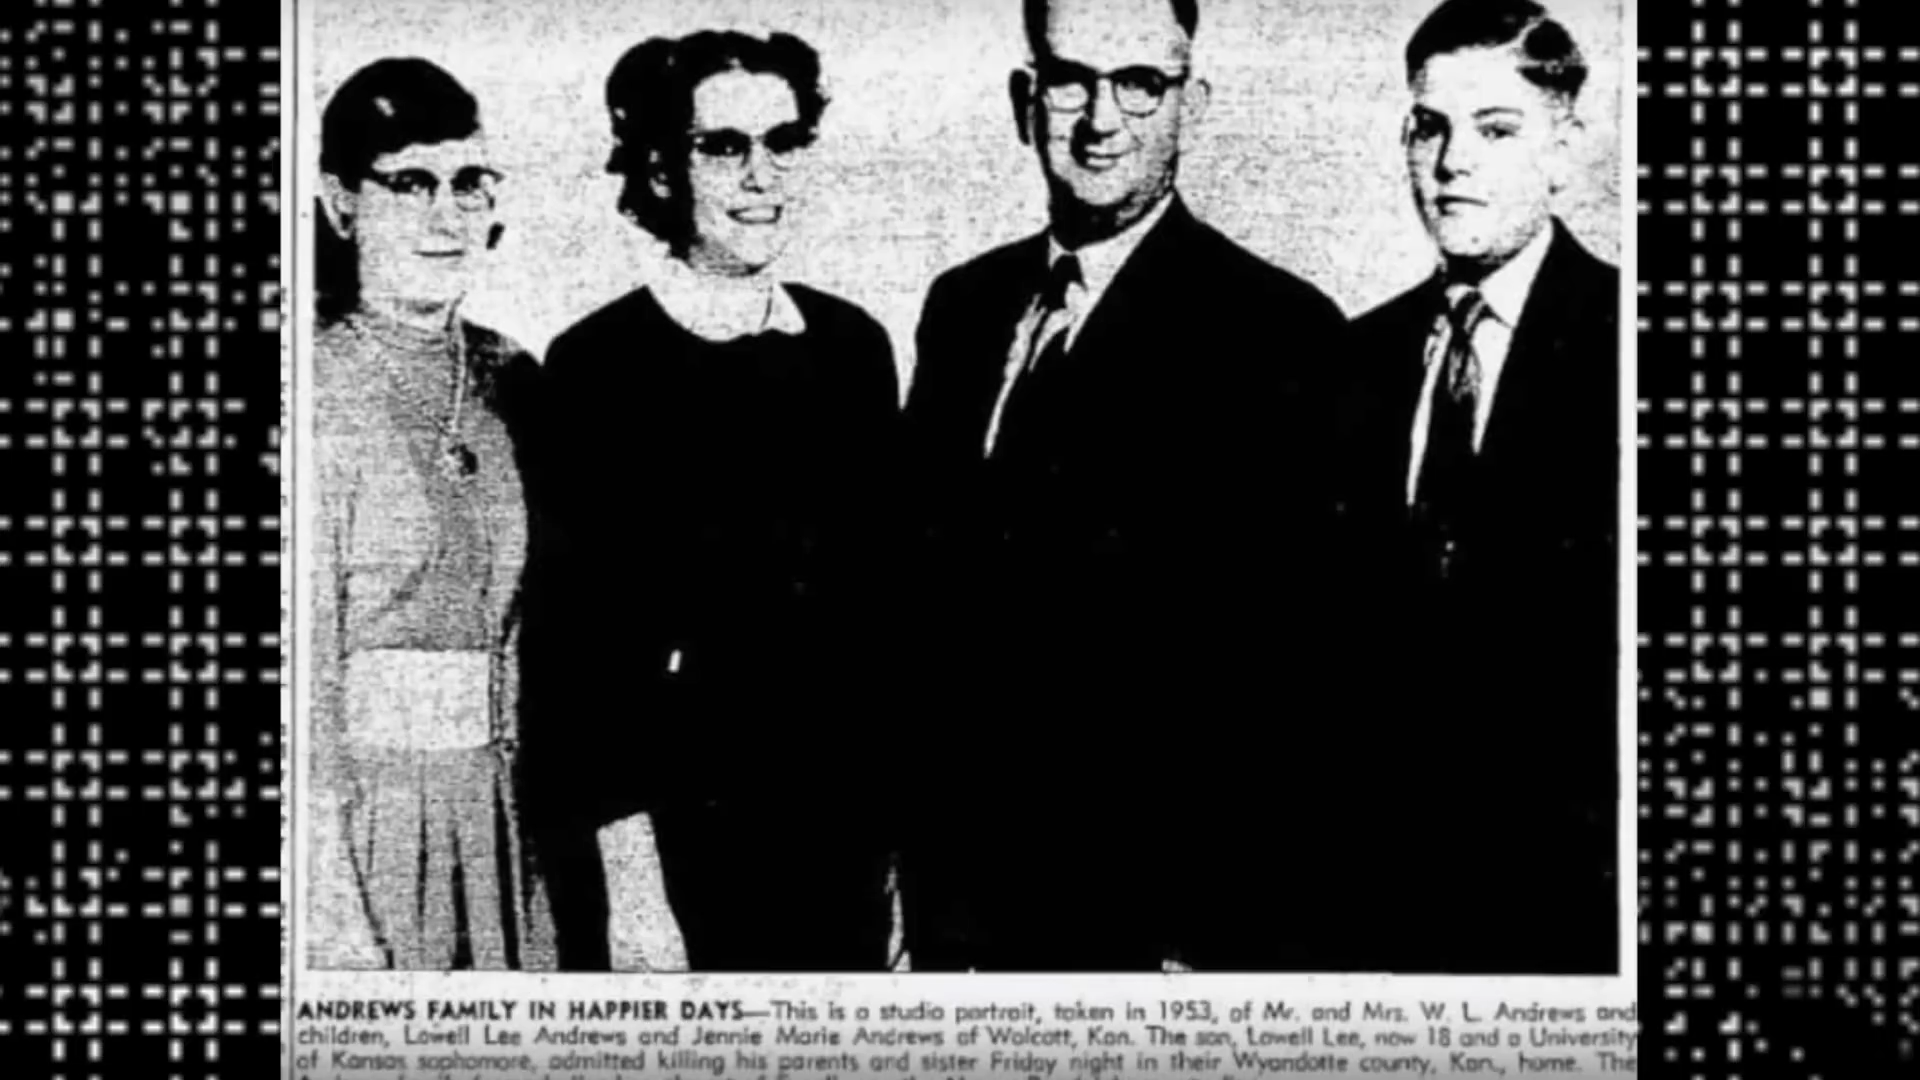 ANDREWS FAMILY IN HAPPIER DAYS—This is a studio portrait, taken in 1953, of Mr. and Mrs. W. L. Andrews and
children, Lowell Lee Andrews and Jennie Marie Andrews of Wolcott, Kan. The son, Lowell Lee, now 18 and a University
of Kansas sophomore, admitted killing his parents and sister Friday night in their Wyandotte county, Kan., home. The